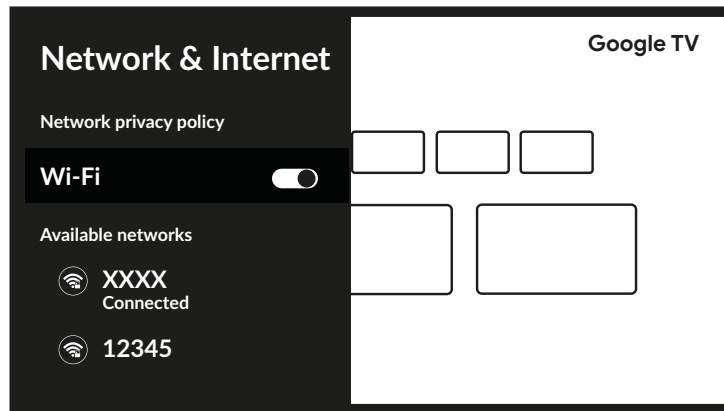 Network & Internet
Google TV
Network privacy policy
Wi-Fi
Available networks
XXXX
Connected
12345